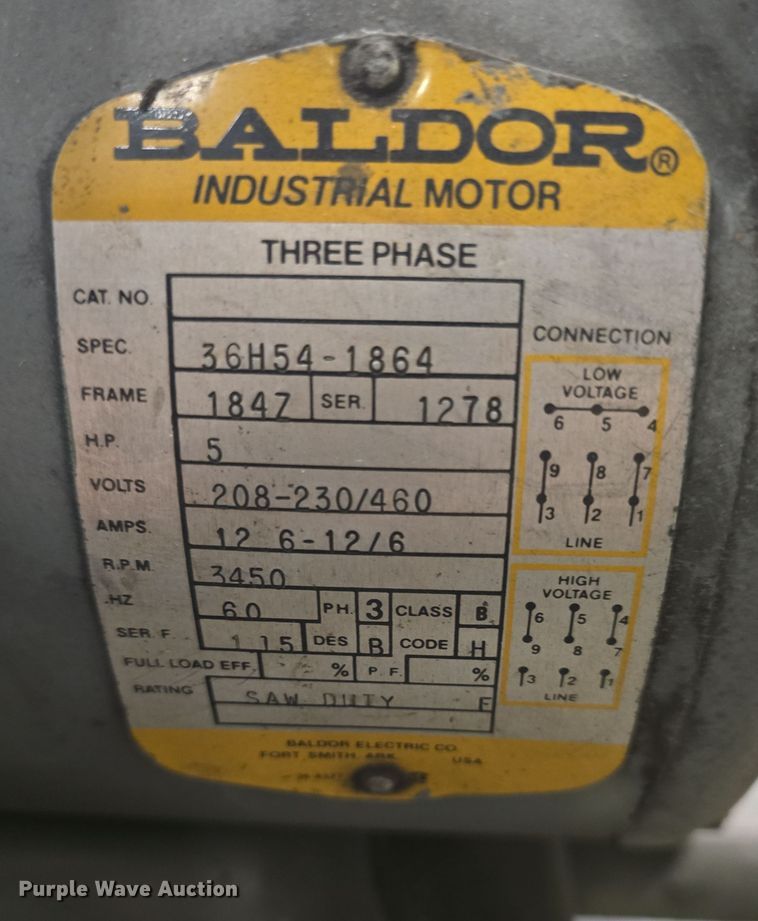 BALDOR®
INDUSTRIAL MOTOR
THREE PHASE
CAT. NO.
SPEC. 36H54-1864
FRAME 184Z SER. 1278
H.P. 5
VOLTS 208-230/460
AMPS. 12 6-12/6
R.P.M. 3450
HZ 60 PH. 3 CLASS B
SER. F. 1.15 DES B CODE H
FULL LOAD EFF. % P. F. %
RATING SAW DUTY F
CONNECTION
LOW
VOLTAGE
6 5 4
9 8 7
3 2 1
LINE
HIGH
VOLTAGE
6 5 4
9 8 7
3 2 1
LINE
BALDOR ELECTRIC CO.
FORT SMITH ARK. USA
Purple Wave Auction